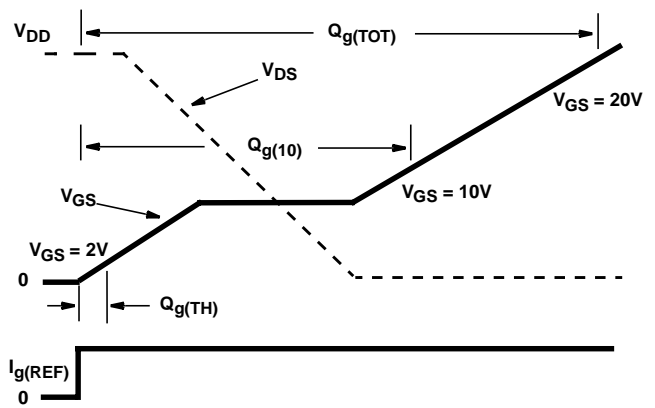 V_DD
Q_g(TOT)
V_DS
V_GS = 20V
Q_g(10)
V_GS
V_GS = 10V
V_GS = 2V
0
Q_g(TH)
I_g(REF)
0